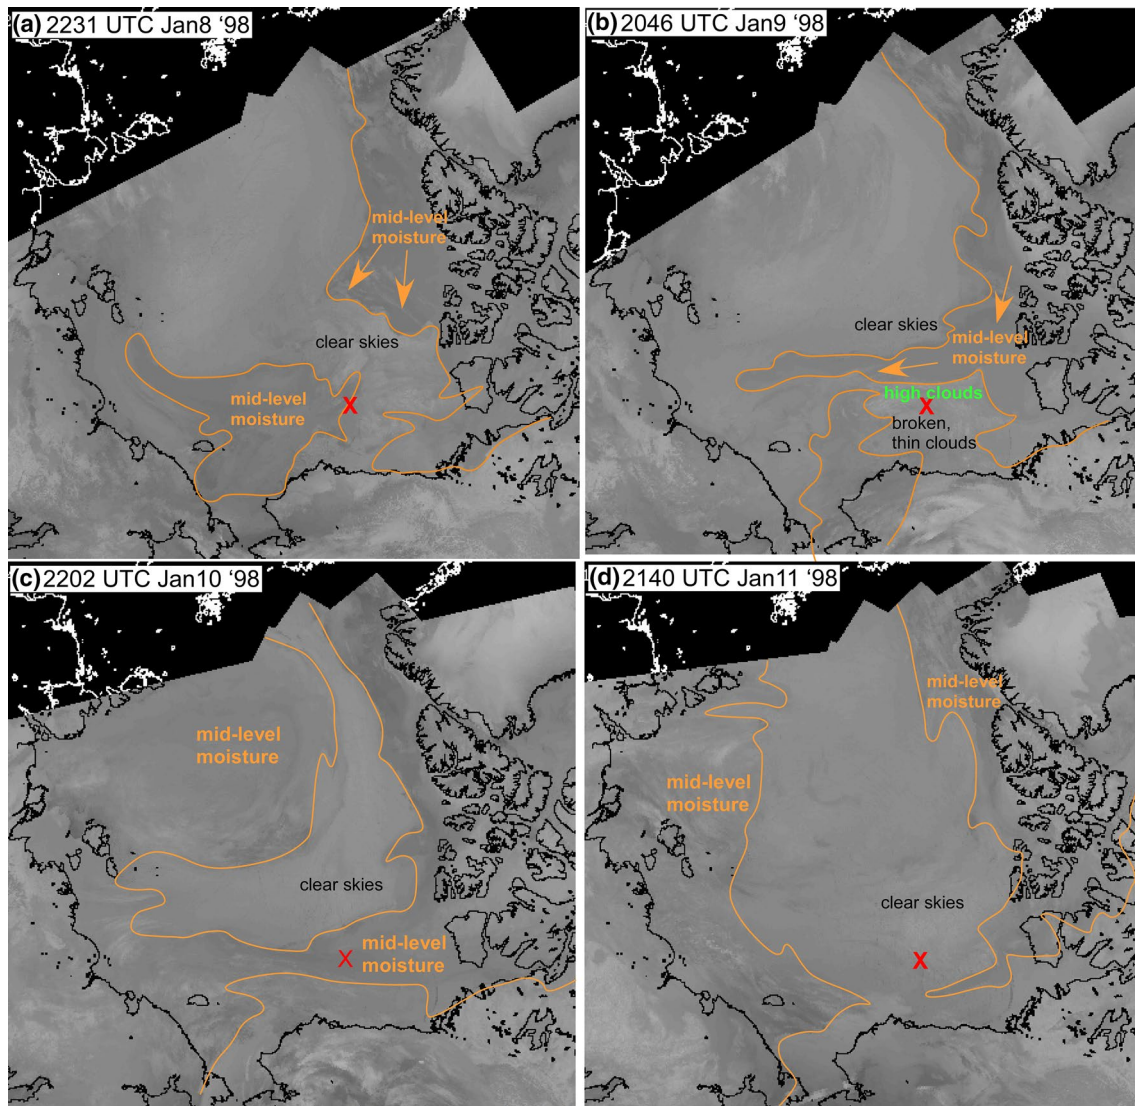 (a) 2231 UTC Jan8 ‘98
mid-level
moisture
clear skies
mid-level
moisture
X
(b) 2046 UTC Jan9 ‘98
clear skies
mid-level
moisture
high clouds
X
broken,
thin clouds
(c) 2202 UTC Jan10 ‘98
mid-level
moisture
clear skies
mid-level
moisture
X
(d) 2140 UTC Jan11 ‘98
mid-level
moisture
mid-level
moisture
clear skies
X